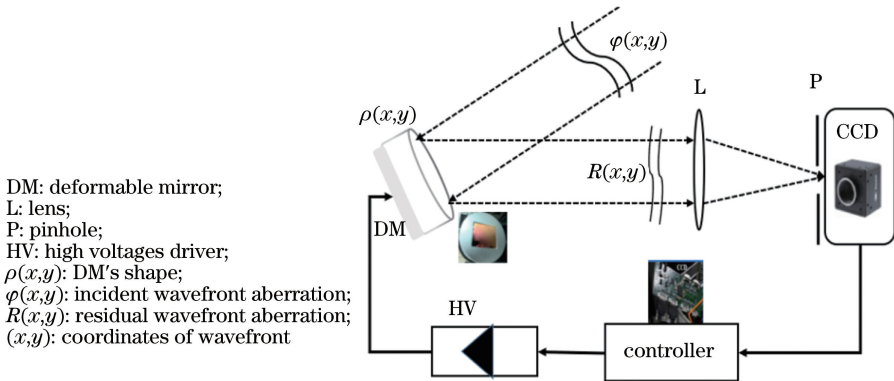 φ(x,y)
L
P
ρ(x,y)
CCD
R(x,y)
DM
DM: deformable mirror;
L: lens;
P: pinhole;
HV: high voltages driver;
ρ(x,y): DM's shape;
φ(x,y): incident wavefront aberration;
R(x,y): residual wavefront aberration;
(x,y): coordinates of wavefront
CCD
HV
controller